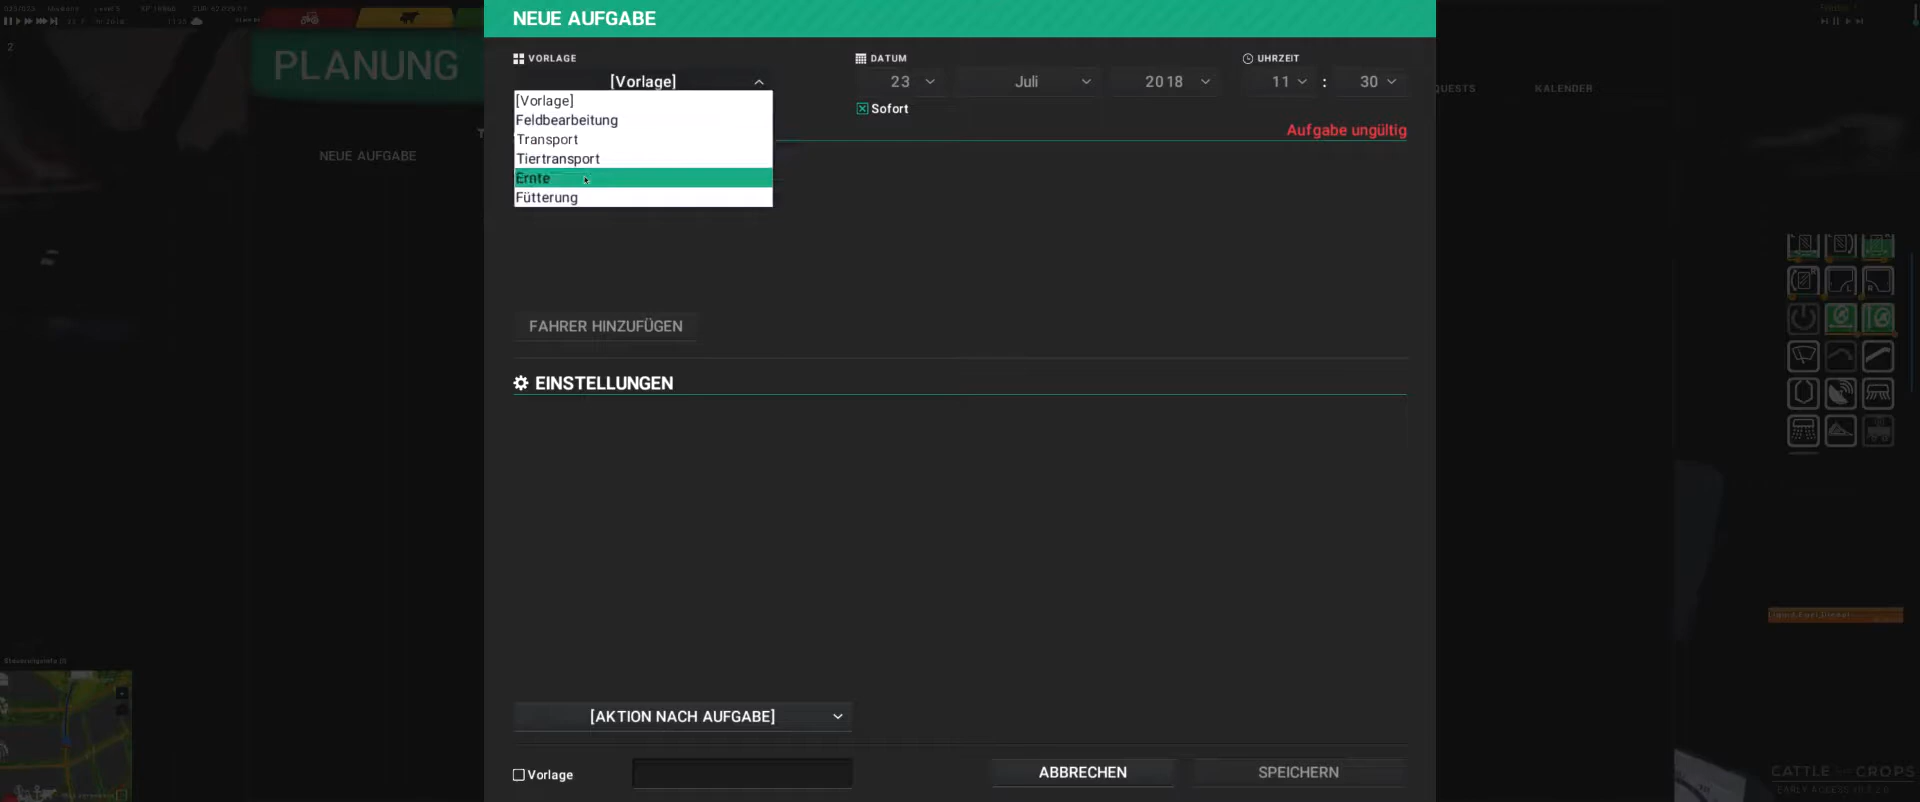 NEUE AUFGABE
PLANUNG
VORLAGE
DATUM
UHRZEIT
[Vorlage]
23
Juli
2018
11 : 30
QUESTS
KALENDER
[Vorlage]
Sofort
Feldbearbeitung
Aufgabe ungültig
Transport
NEUE AUFGABE
Tiertransport
Ernte
Fütterung
FAHRER HINZUFÜGEN
EINSTELLUNGEN
[AKTION NACH AUFGABE]
Vorlage
ABBRECHEN
SPEICHERN
CATTLE AND CROPS